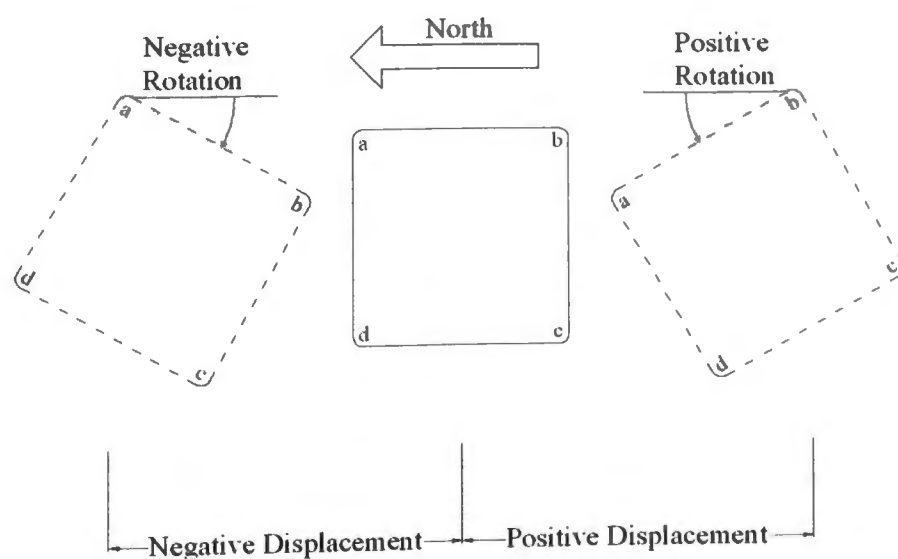 North
Negative
Rotation
Positive
Rotation
a
b
d
c
a
b
d
c
b
a
c
d
Negative Displacement
Positive Displacement